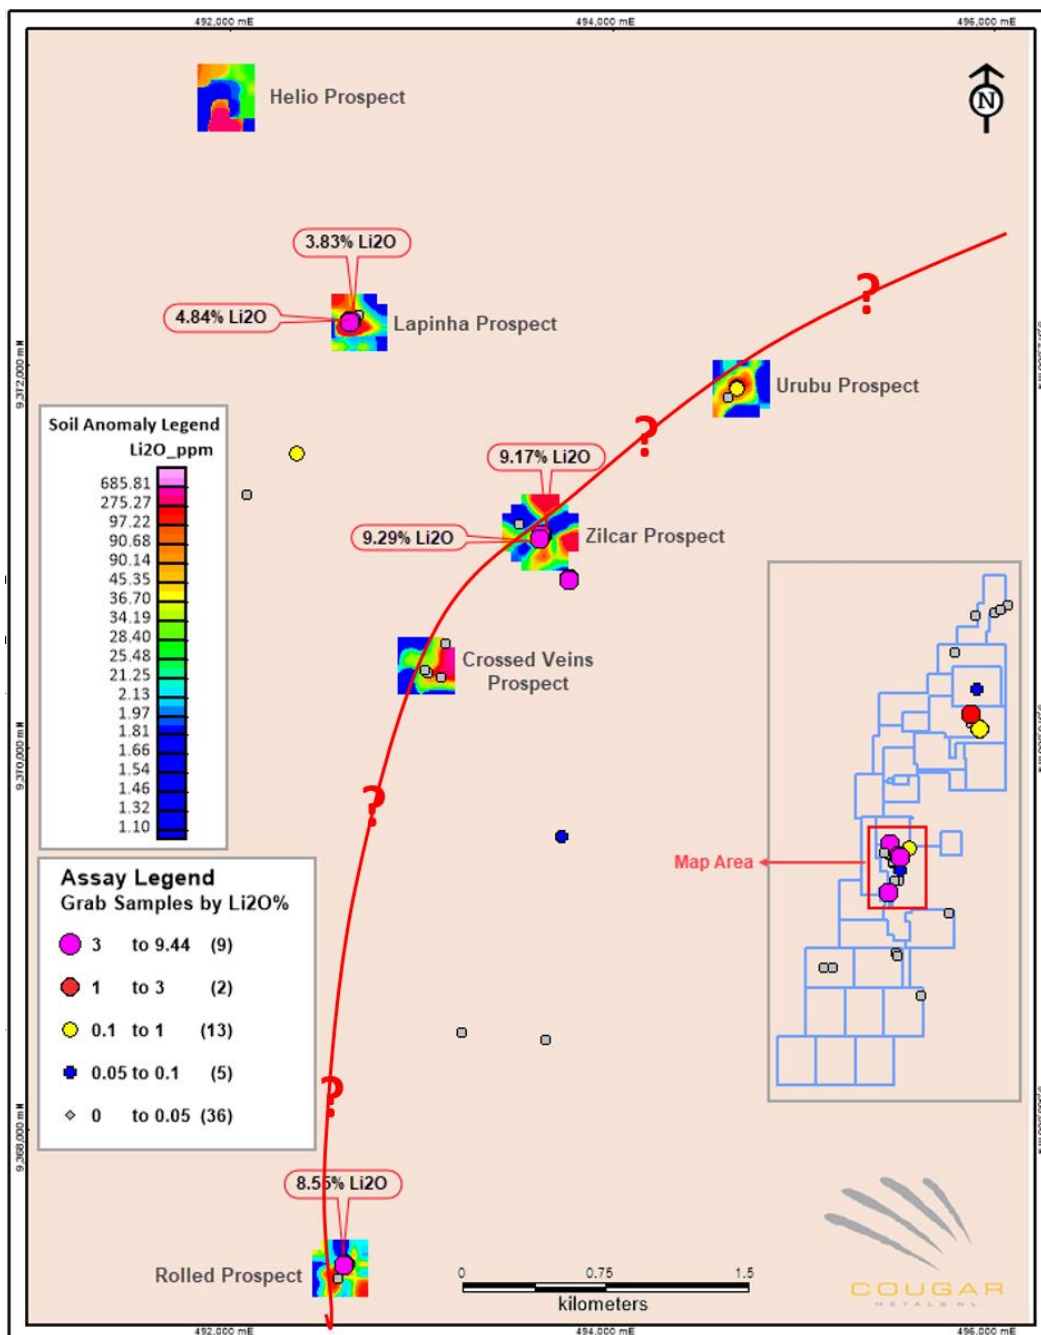 492,000 mE
494,000 mE
496,000 mE
Helio Prospect
N
3.83% Li2O
4.84% Li2O
Lapinha Prospect
?
9,372,000 mN
Urubu Prospect
?
Soil Anomaly Legend
Li2O_ppm
685.81
275.27
97.22
90.68
90.14
45.35
36.70
34.19
28.40
25.48
21.25
2.13
1.97
1.81
1.66
1.54
1.46
1.32
1.10
9.17% Li2O
9.29% Li2O
Zilcar Prospect
Crossed Veins
Prospect
9,370,000 mN
?
Map Area
Assay Legend
Grab Samples by Li2O%
3 to 9.44 (9)
1 to 3 (2)
0.1 to 1 (13)
0.05 to 0.1 (5)
0 to 0.05 (36)
?
9,368,000 mN
8.55% Li2O
Rolled Prospect
0 0.75 1.5
kilometers
COUGAR
METALS NL
492,000 mE
494,000 mE
496,000 mE